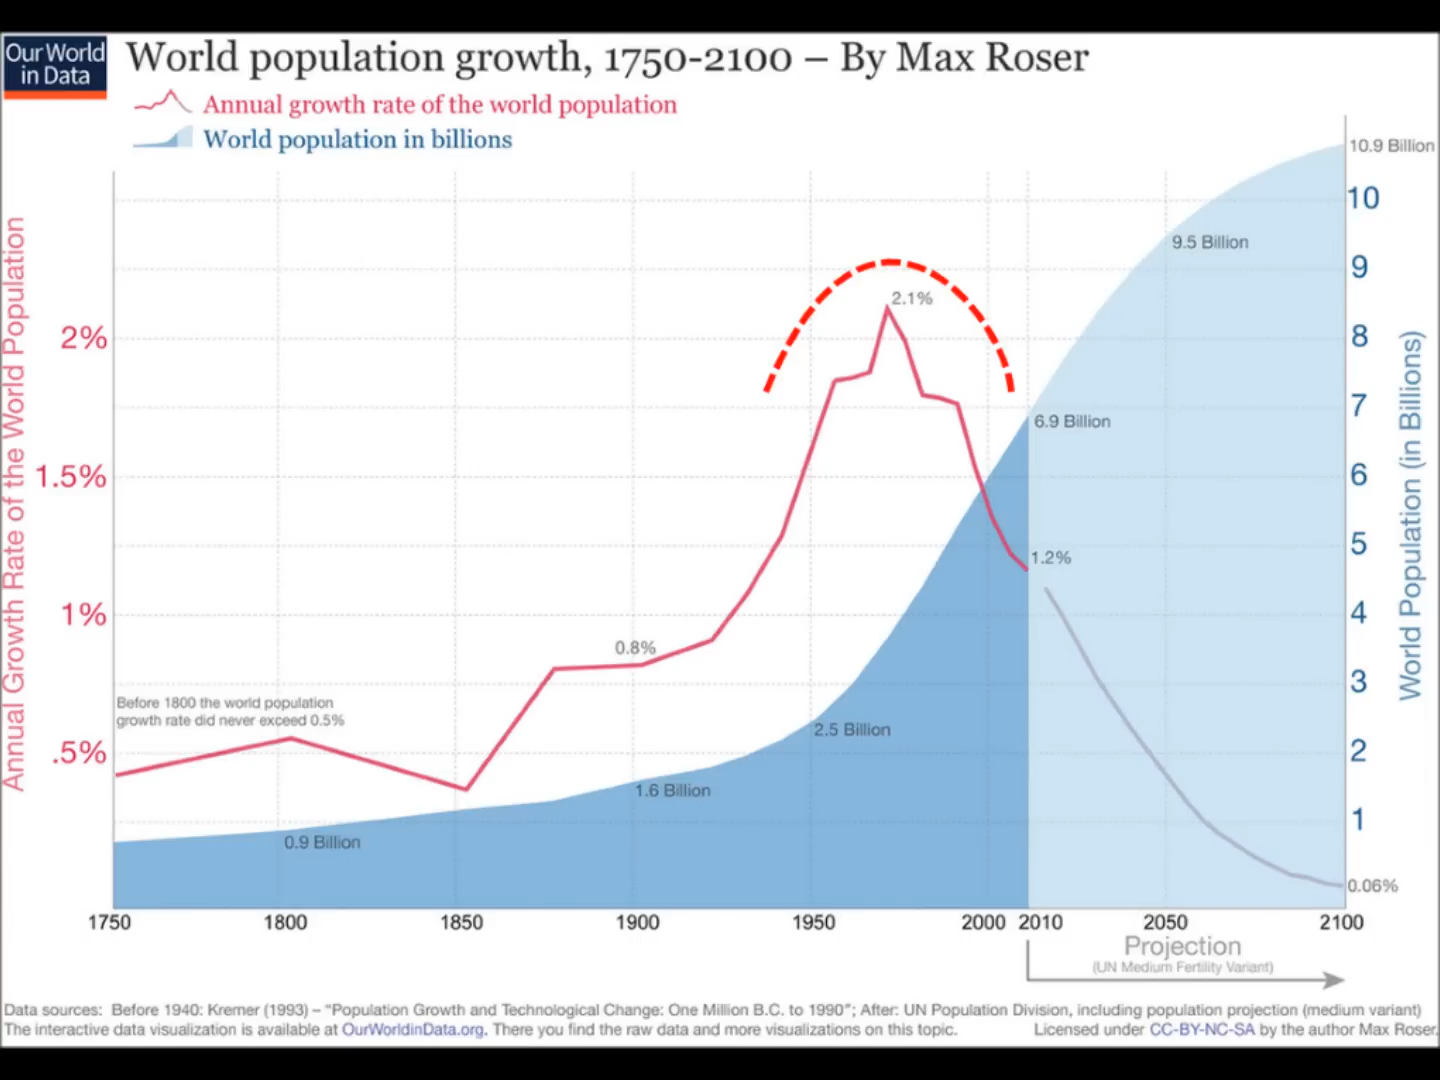 Our World
in Data
World population growth, 1750-2100 – By Max Roser
Annual growth rate of the world population
World population in billions
Annual Growth Rate of the World Population
2%
1.5%
1%
.5%
10.9 Billion
10
9
8
7
6
5
4
3
2
1
World Population (in Billions)
9.5 Billion
2.1%
6.9 Billion
1.2%
0.8%
Before 1800 the world population
growth rate did never exceed 0.5%
2.5 Billion
1.6 Billion
0.9 Billion
0.06%
1750 1800 1850 1900 1950 2000 2010 2050 2100
Projection
(UN Medium Fertility Variant)
Data sources: Before 1940: Kremer (1993) – “Population Growth and Technological Change: One Million B.C. to 1990”; After: UN Population Division, including population projection (medium variant)
The interactive data visualization is available at OurWorldinData.org. There you find the raw data and more visualizations on this topic. Licensed under CC-BY-NC-SA by the author Max Roser.